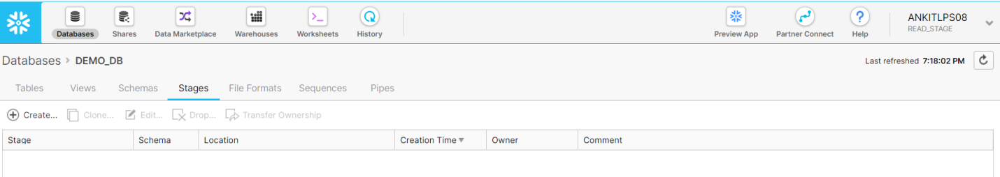 Databases Shares Data Marketplace Warehouses Worksheets History Preview App Partner Connect Help ANKITLPS08
READ_STAGE
Databases > DEMO_DB Last refreshed 7:18:02 PM
Tables Views Schemas Stages File Formats Sequences Pipes
Create... Clone... Edit... Drop... Transfer Ownership
Stage Schema Location Creation Time Owner Comment